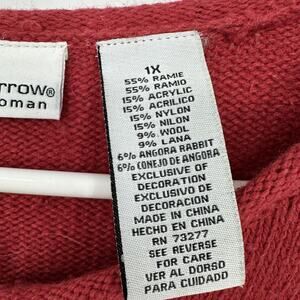 rrow®
oman
1X
55% RAMIE
55% RAMIO
15% ACRYLIC
15% ACRILICO
15% NYLON
15% NILON
9% WOOL
9% LANA
6% ANGORA RABBIT
6% CONEJO DE ANGORA
EXCLUSIVE OF
DECORATION
EXCLUSIVO DE
DECORACION
MADE IN CHINA
HECHO EN CHINA
RN 73277
SEE REVERSE
FOR CARE
VER AL DORSO
PARA CUIDADO